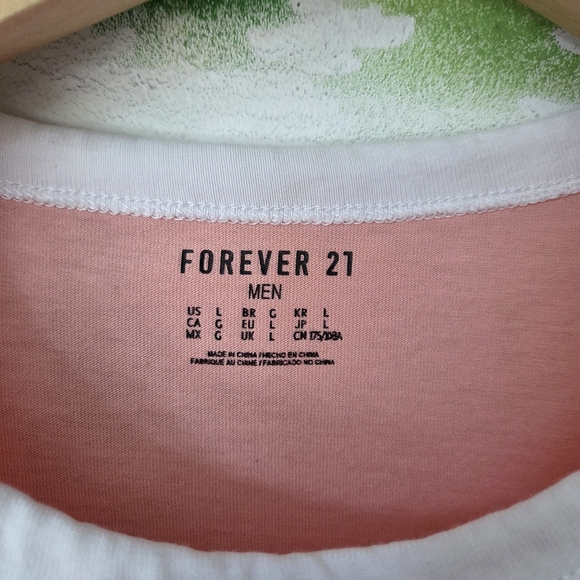 FOREVER 21
MEN
US L BR G KR L
CA G EU L JP L
MX G UK L CN 175/108A
MADE IN CHINA / HECHO EN CHINA
FABRIQUE AU CHINE / FABRICADO NO CHINA